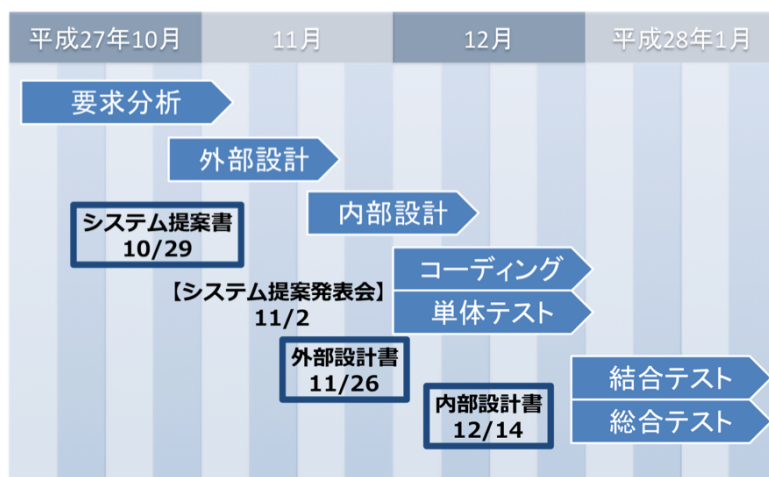 平成27年10月 11月 12月 平成28年1月
要求分析
外部設計
内部設計
システム提案書
10/29
コーディング
【システム提案発表会】
11/2
単体テスト
外部設計書
11/26
結合テスト
内部設計書
12/14
総合テスト